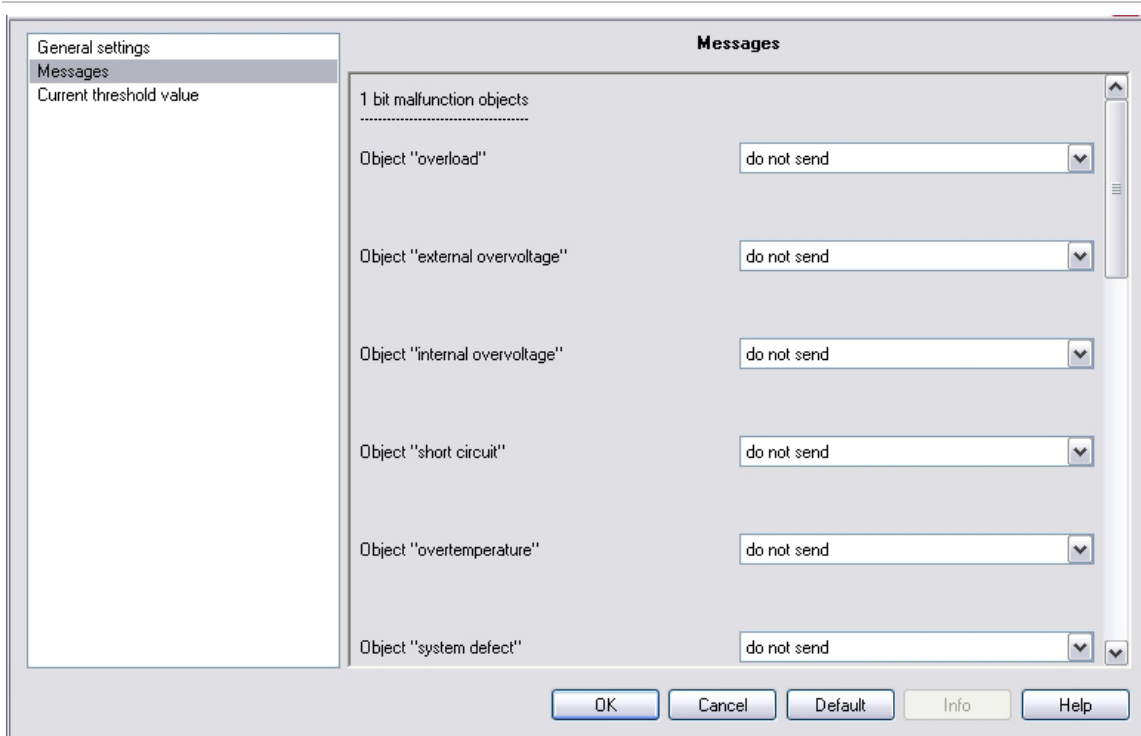 General settings
Messages
Current threshold value
Messages
1 bit malfunction objects
-------------------------------------
Object "overload" do not send
Object "external overvoltage" do not send
Object "internal overvoltage" do not send
Object "short circuit" do not send
Object "overtemperature" do not send
Object "system defect" do not send
OK Cancel Default Info Help